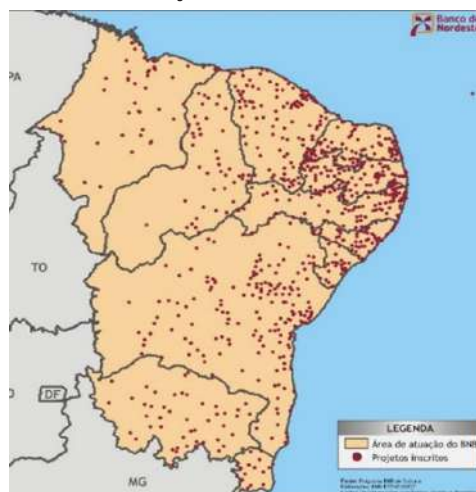 Banco do
Nordeste
PA
TO
DF
MG
LEGENDA
Área de atuação do BNB
Projetos inscritos